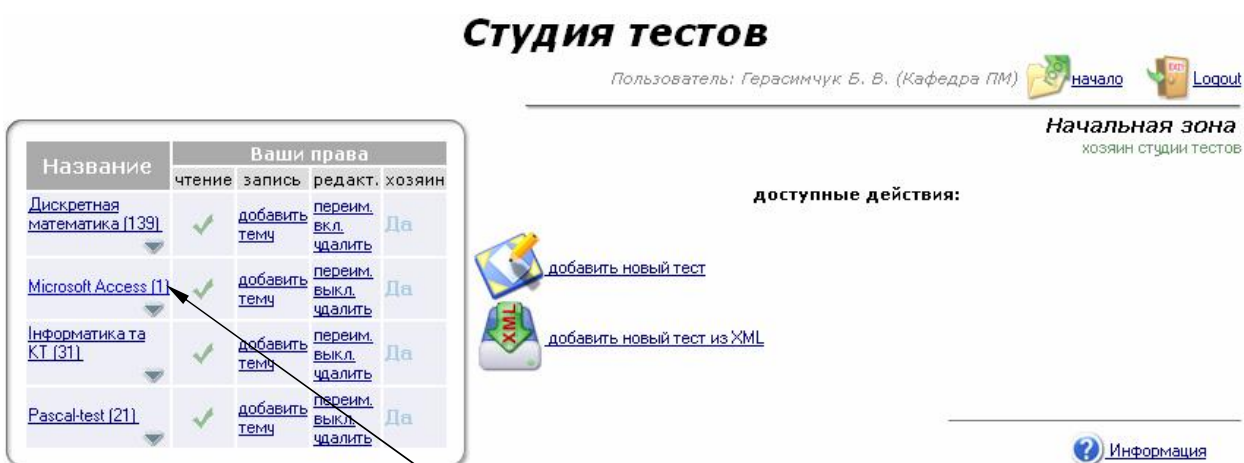 Студия тестов
Пользователь: Герасимчук Б. В. (Кафедра ПМ) начало Logout
Начальная зона
хозяин студии тестов
Название Ваши права
чтение запись редакт. хозяин
Дискретная
математика (139)
добавить
тему
переим.
вкл.
удалить
Да
Microsoft Access (1)
добавить
тему
переим.
выкл.
удалить
Да
Інформатика та
КТ (31)
добавить
тему
переим.
выкл.
удалить
Да
Pascal-test (21)
добавить
тему
переим.
выкл.
удалить
Да
доступные действия:
добавить новый тест
XML
добавить новый тест из XML
Информация